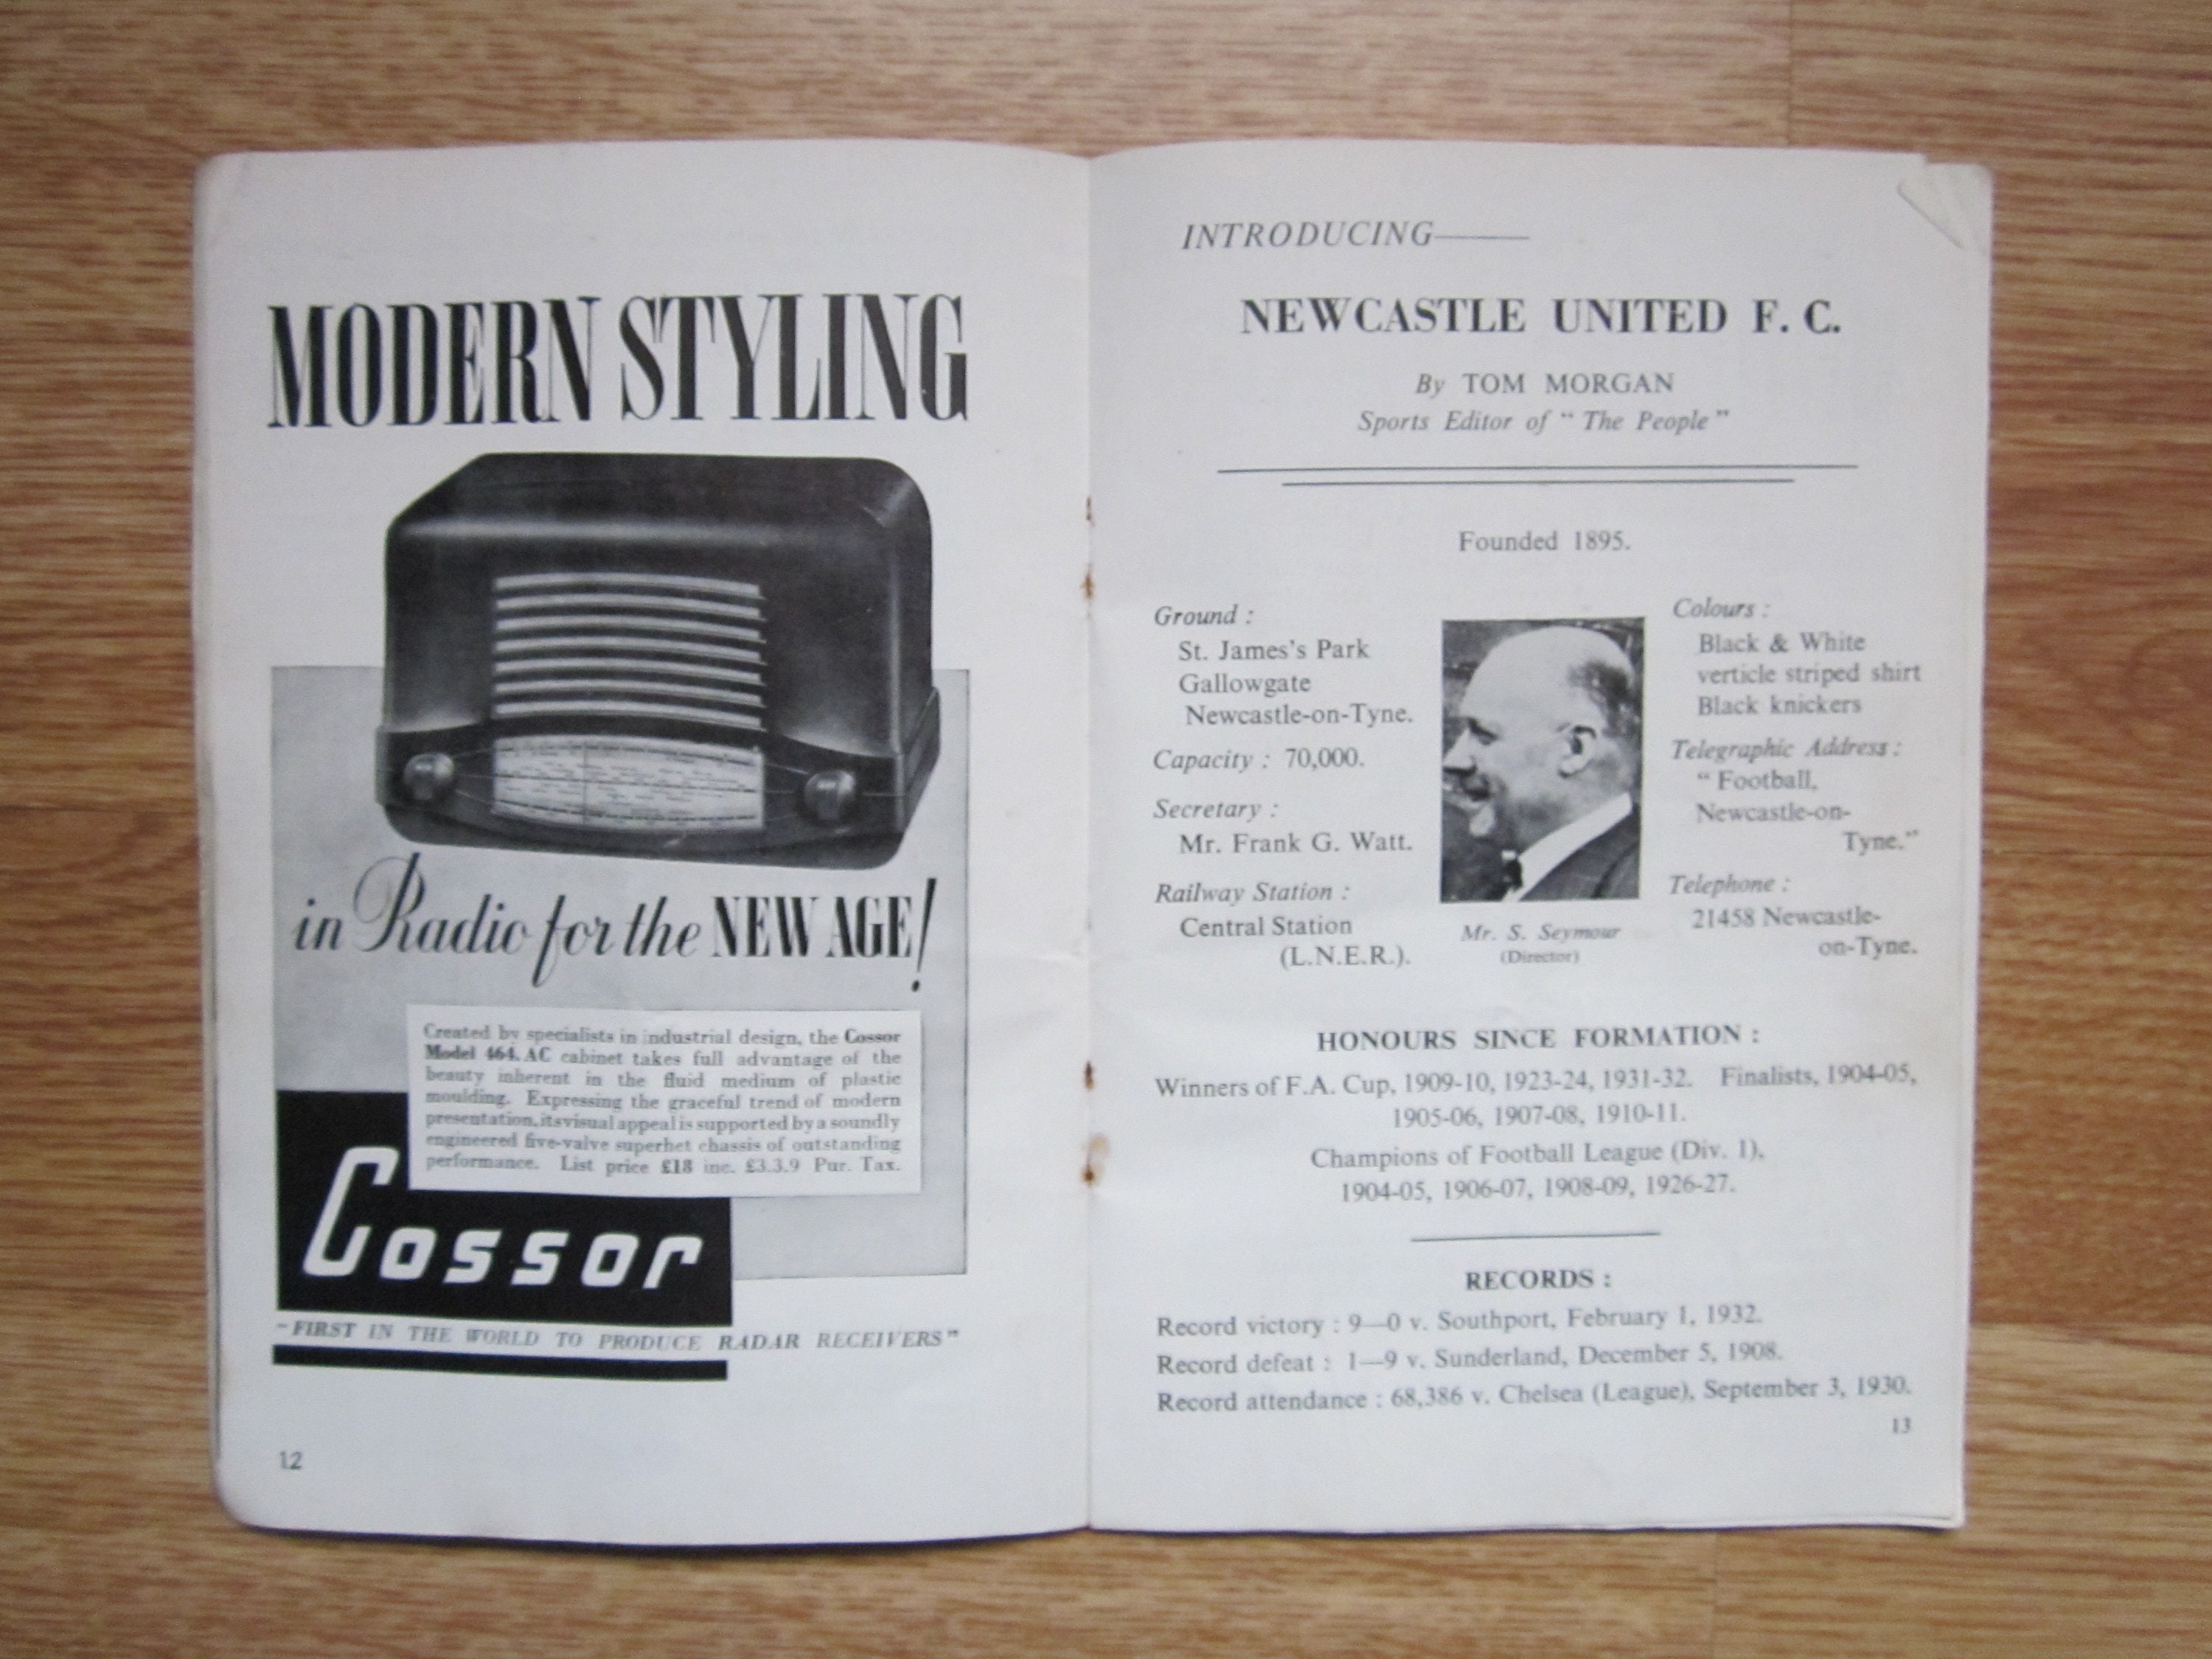 MODERN STYLING
in Radio for the NEW AGE!
Created by specialists in industrial design, the Cossor
Model 464. AC cabinet takes full advantage of the
beauty inherent in the fluid medium of plastic
moulding. Expressing the graceful trend of modern
presentation, its visual appeal is supported by a soundly
engineered five-valve superhet chassis of outstanding
performance. List price £18 inc. £3.3.9 Pur. Tax.
Cossor
"FIRST IN THE WORLD TO PRODUCE RADAR RECEIVERS"
12
INTRODUCING——
NEWCASTLE UNITED F. C.
By TOM MORGAN
Sports Editor of "The People"
Founded 1895.
Ground :
St. James's Park
Gallowgate
Newcastle-on-Tyne.
Capacity : 70,000.
Secretary :
Mr. Frank G. Watt.
Railway Station :
Central Station
(L.N.E.R.).
Mr. S. Seymour
(Director)
Colours :
Black & White
verticle striped shirt
Black knickers
Telegraphic Address :
"Football,
Newcastle-on-
Tyne."
Telephone :
21458 Newcastle-
on-Tyne.
HONOURS SINCE FORMATION :
Winners of F.A. Cup, 1909-10, 1923-24, 1931-32. Finalists, 1904-05,
1905-06, 1907-08, 1910-11.
Champions of Football League (Div. 1),
1904-05, 1906-07, 1908-09, 1926-27.
RECORDS :
Record victory : 9—0 v. Southport, February 1, 1932.
Record defeat : 1—9 v. Sunderland, December 5, 1908.
Record attendance : 68,386 v. Chelsea (League), September 3, 1930.
13